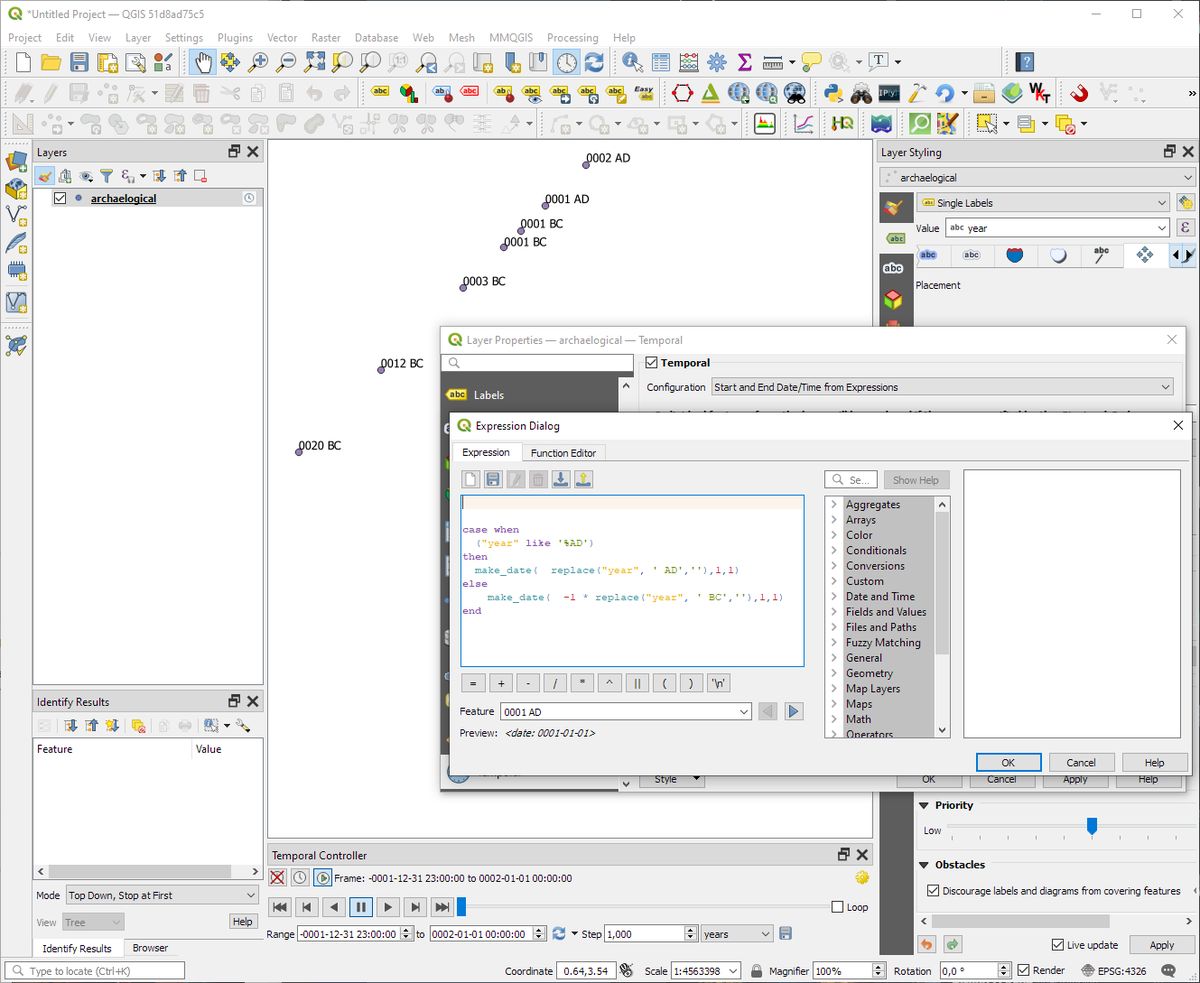 *Untitled Project — QGIS 51d8ad75c5
Project Edit View Layer Settings Plugins Vector Raster Database Web Mesh MMQGIS Processing Help
Layers
archaelogical
0002 AD
0001 AD
0001 BC
0001 BC
0003 BC
0012 BC
0020 BC
Layer Styling
archaelogical
Single Labels
Value abc year
Placement
Layer Properties — archaelogical — Temporal
Temporal
Configuration Start and End Date/Time from Expressions
abc Labels
Expression Dialog
Expression Function Editor
Se... Show Help
case when
("year" like '%AD')
then
make_date( replace("year", ' AD',''),1,1)
else
make_date( -1 * replace("year", ' BC',''),1,1)
end
= + - / * ^ || ( ) '\n'
Feature 0001 AD
Preview: <date: 0001-01-01>
Aggregates
Arrays
Color
Conditionals
Conversions
Custom
Date and Time
Fields and Values
Files and Paths
Fuzzy Matching
General
Geometry
Map Layers
Maps
Math
Operators
OK Cancel Help
Style OK Cancel Apply Help
Identify Results
Feature Value
Mode Top Down, Stop at First
View Tree Help
Identify Results Browser
Temporal Controller
Frame: -0001-12-31 23:00:00 to 0002-01-01 00:00:00
Loop
Range -0001-12-31 23:00:00 to 0002-01-01 00:00:00 Step 1,000 years
Priority
Low
Obstacles
Discourage labels and diagrams from covering features
Live update Apply
Type to locate (Ctrl+K) Coordinate 0.64,3.54 Scale 1:4563398 Magnifier 100% Rotation 0,0 ° Render EPSG:4326